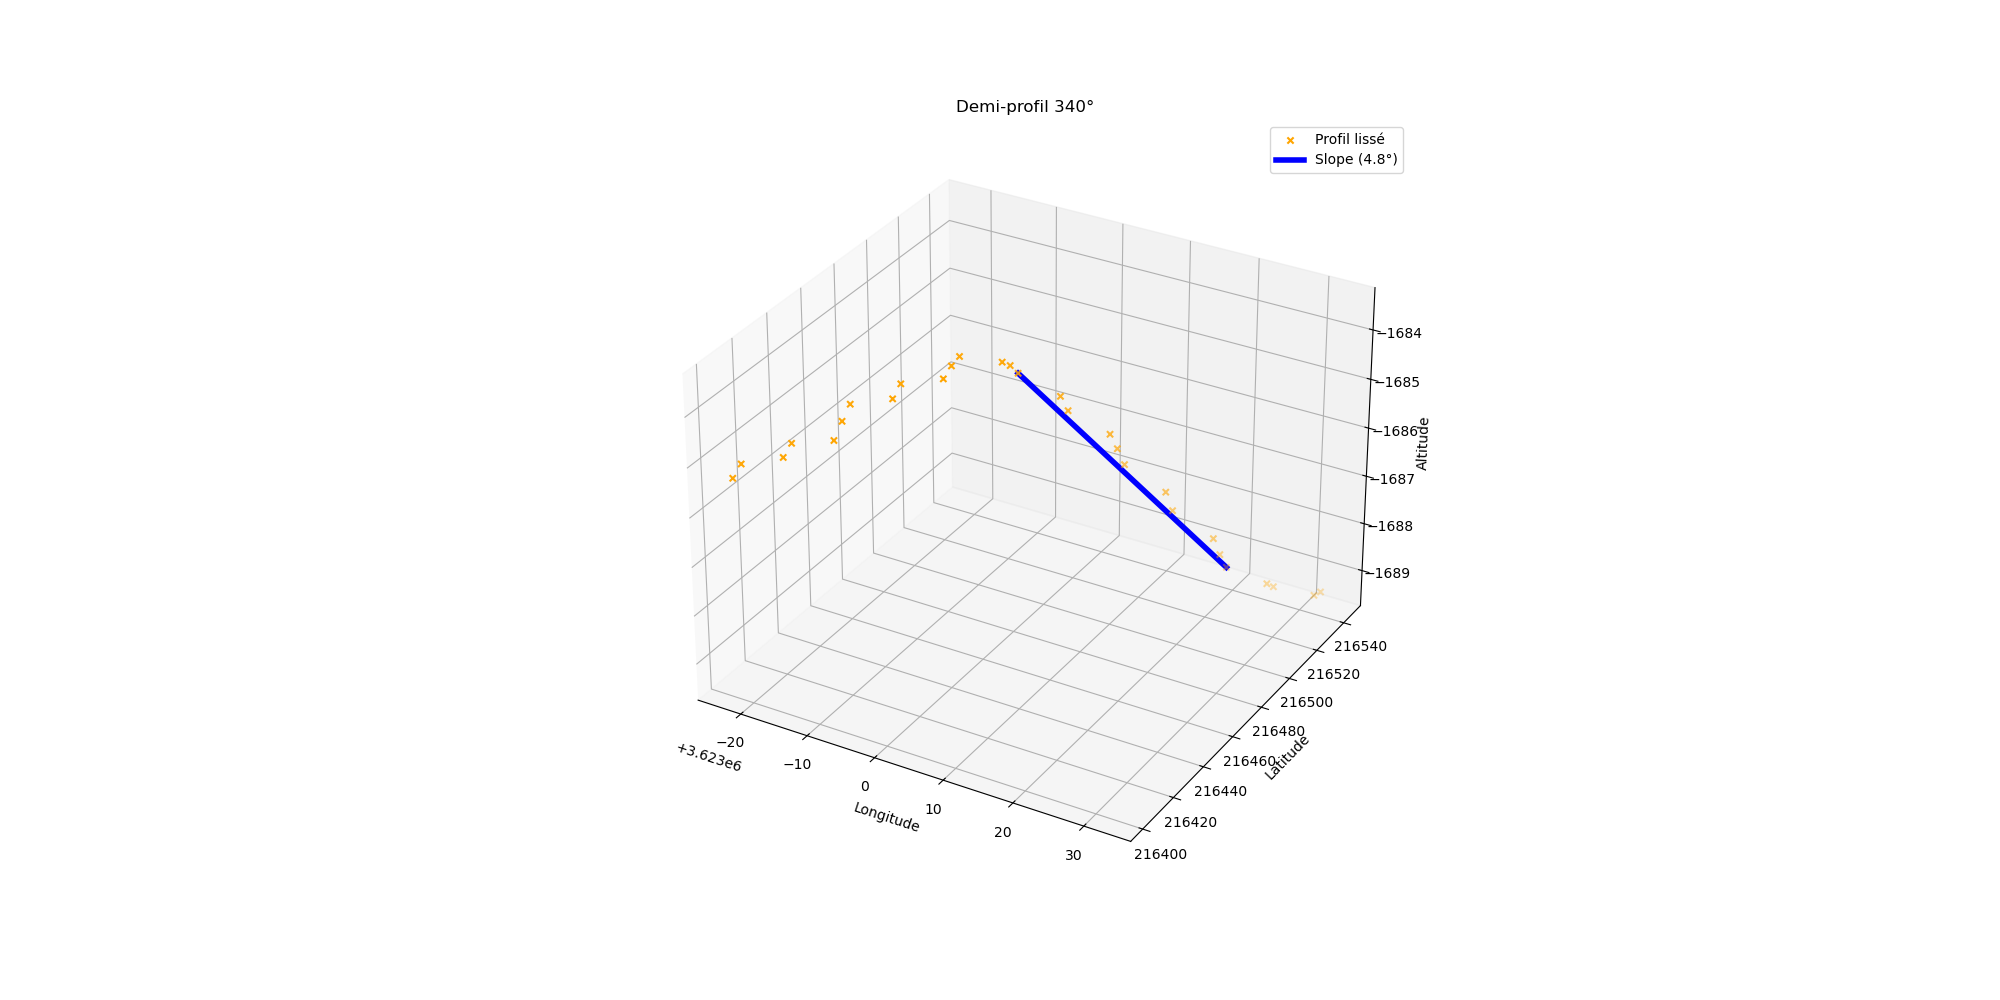 Demi-profil 340°
Profil lissé
Slope (4.8°)
−1684
−1685
−1686
−1687
−1688
−1689
Altitude
216540
216520
216500
216480
216460
216440
216420
216400
Latitude
−20
−10
0
10
20
30
+3.623e6
Longitude